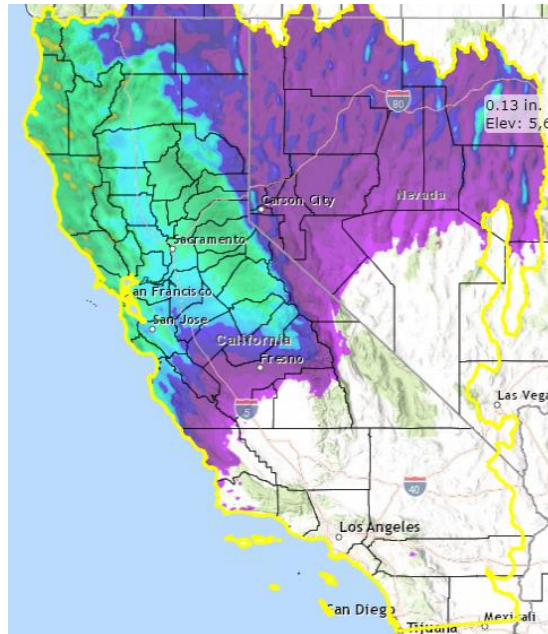 80
0.13 in.
Elev: 5,6
Nevada
Carson City
Sacramento
an Francisco
San Jose
California
Fresno
5
Las Vega
40
Los Angeles
San Diego
Tijuana
Mexicali